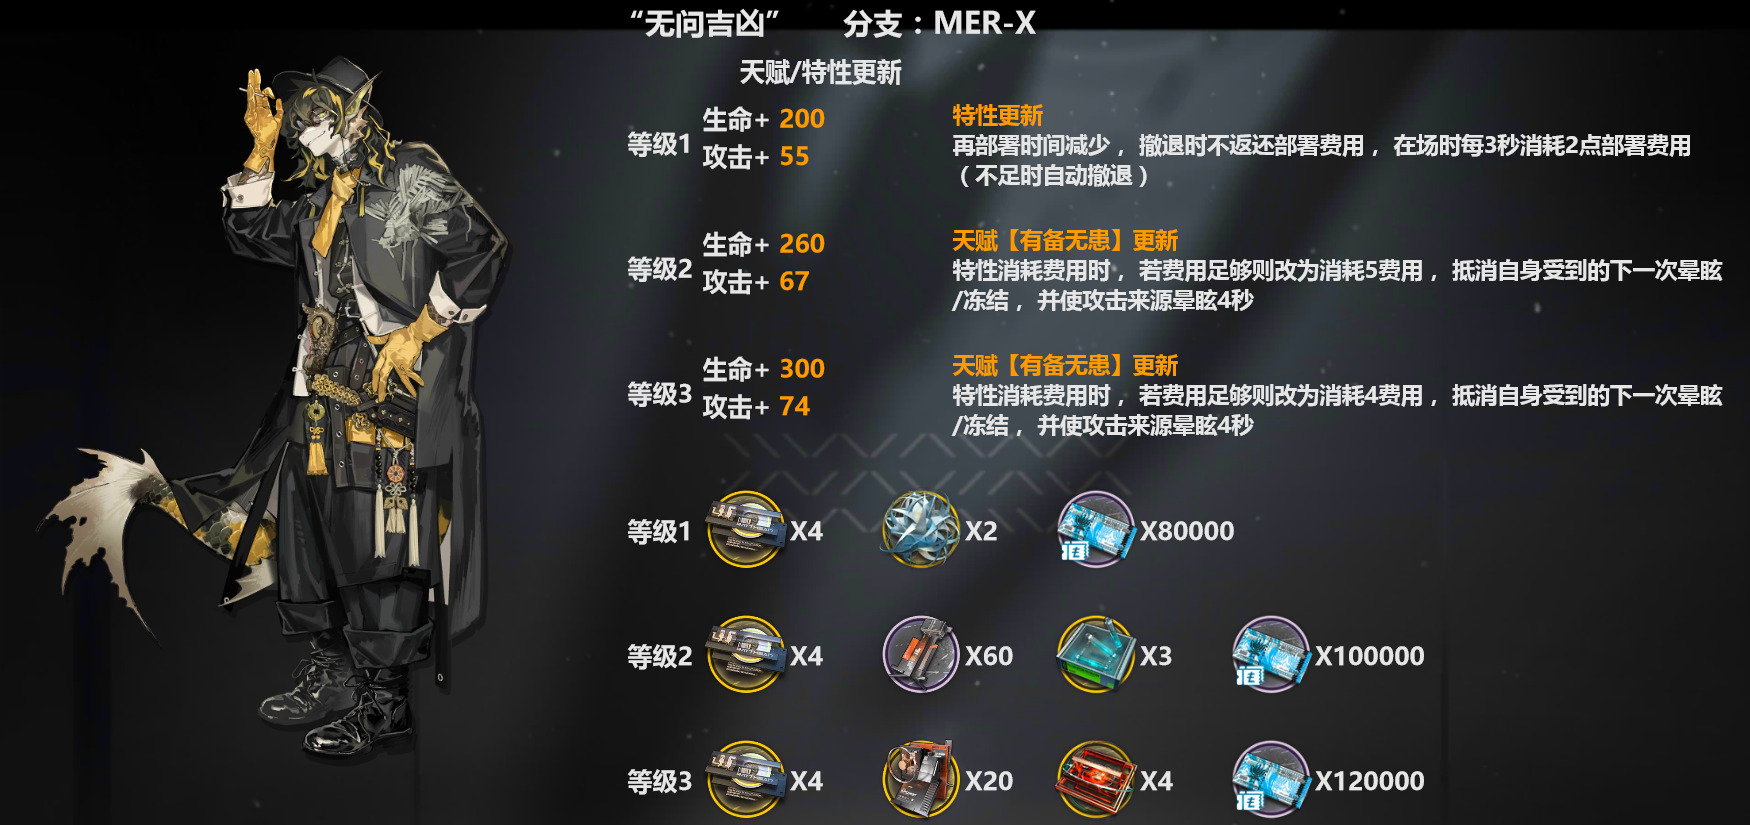 “无问吉凶” 分支：MER-X
天赋/特性更新
等级1
生命+ 200
攻击+ 55
特性更新
再部署时间减少，撤退时不返还部署费用，在场时每3秒消耗2点部署费用
（不足时自动撤退）
等级2
生命+ 260
攻击+ 67
天赋【有备无患】更新
特性消耗费用时，若费用足够则改为消耗5费用，抵消自身受到的下一次晕眩
/冻结，并使攻击来源晕眩4秒
等级3
生命+ 300
攻击+ 74
天赋【有备无患】更新
特性消耗费用时，若费用足够则改为消耗4费用，抵消自身受到的下一次晕眩
/冻结，并使攻击来源晕眩4秒
等级1 X4 X2 X80000
等级2 X4 X60 X3 X100000
等级3 X4 X20 X4 X120000